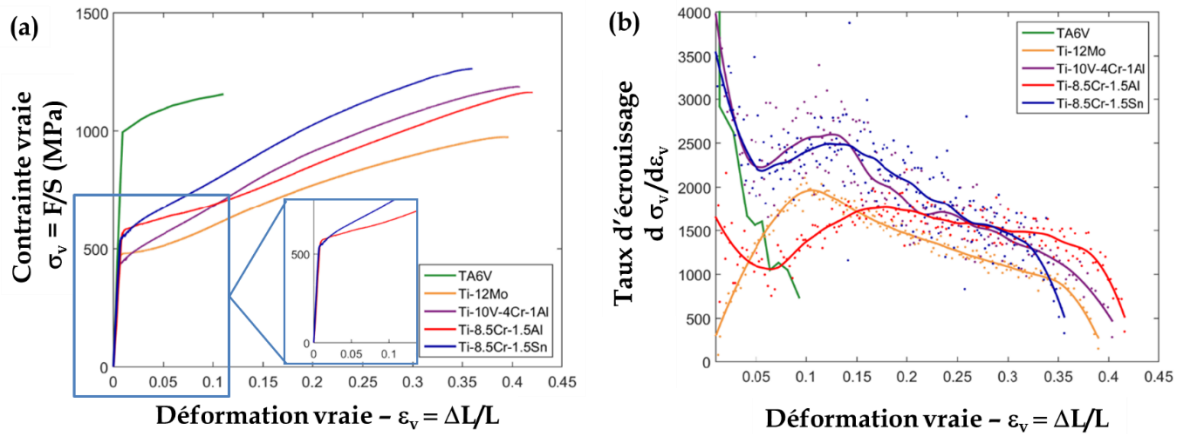 (a)
Contrainte vraie
σv = F/S (MPa)
1500
1000
500
0
0
0.05
0.1
0.15
0.2
0.25
0.3
0.35
0.4
0.45
500
0
0
0.05
0.1
TA6V
Ti-12Mo
Ti-10V-4Cr-1Al
Ti-8.5Cr-1.5Al
Ti-8.5Cr-1.5Sn
Déformation vraie – εv = ΔL/L
(b)
Taux d'écrouissage
d σv/dεv
4000
3500
3000
2500
2000
1500
1000
500
0
0.05
0.1
0.15
0.2
0.25
0.3
0.35
0.4
0.45
TA6V
Ti-12Mo
Ti-10V-4Cr-1Al
Ti-8.5Cr-1.5Al
Ti-8.5Cr-1.5Sn
Déformation vraie – εv = ΔL/L